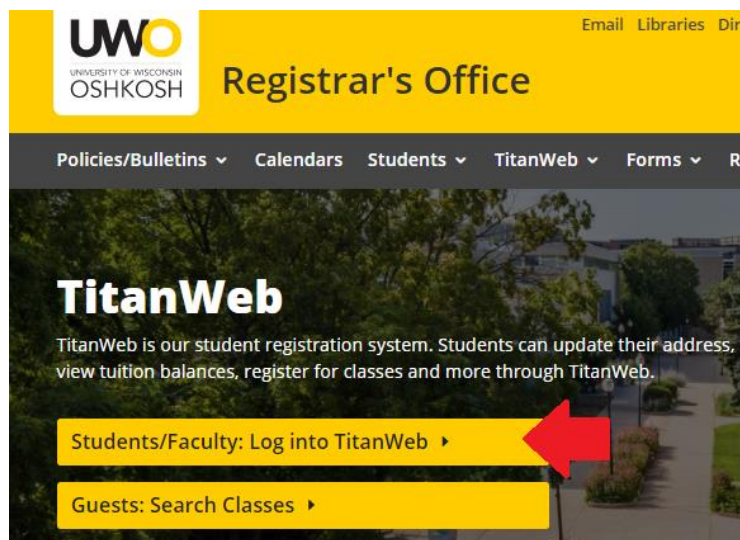 UWO
UNIVERSITY OF WISCONSIN
OSHKOSH
Email Libraries
Registrar's Office
Policies/Bulletins Calendars Students TitanWeb Forms
TitanWeb
TitanWeb is our student registration system. Students can update their address,
view tuition balances, register for classes and more through TitanWeb.
Students/Faculty: Log into TitanWeb
Guests: Search Classes